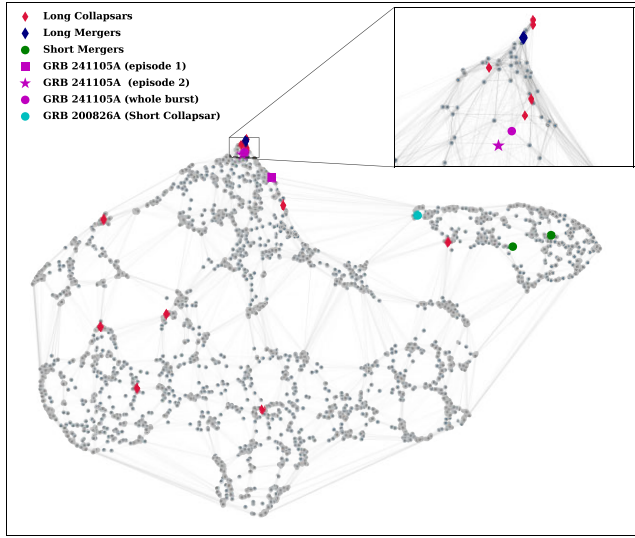 Long Collapsars
Long Mergers
Short Mergers
GRB 241105A (episode 1)
GRB 241105A (episode 2)
GRB 241105A (whole burst)
GRB 200826A (Short Collapsar)